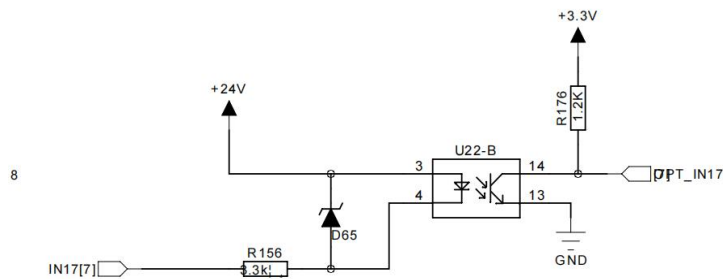 +3.3V
+24V
R176
1.2K
U22-B
8
3
14
[7]
OPT_IN17
4
13
D65
GND
R156
IN17[7]
3.3k